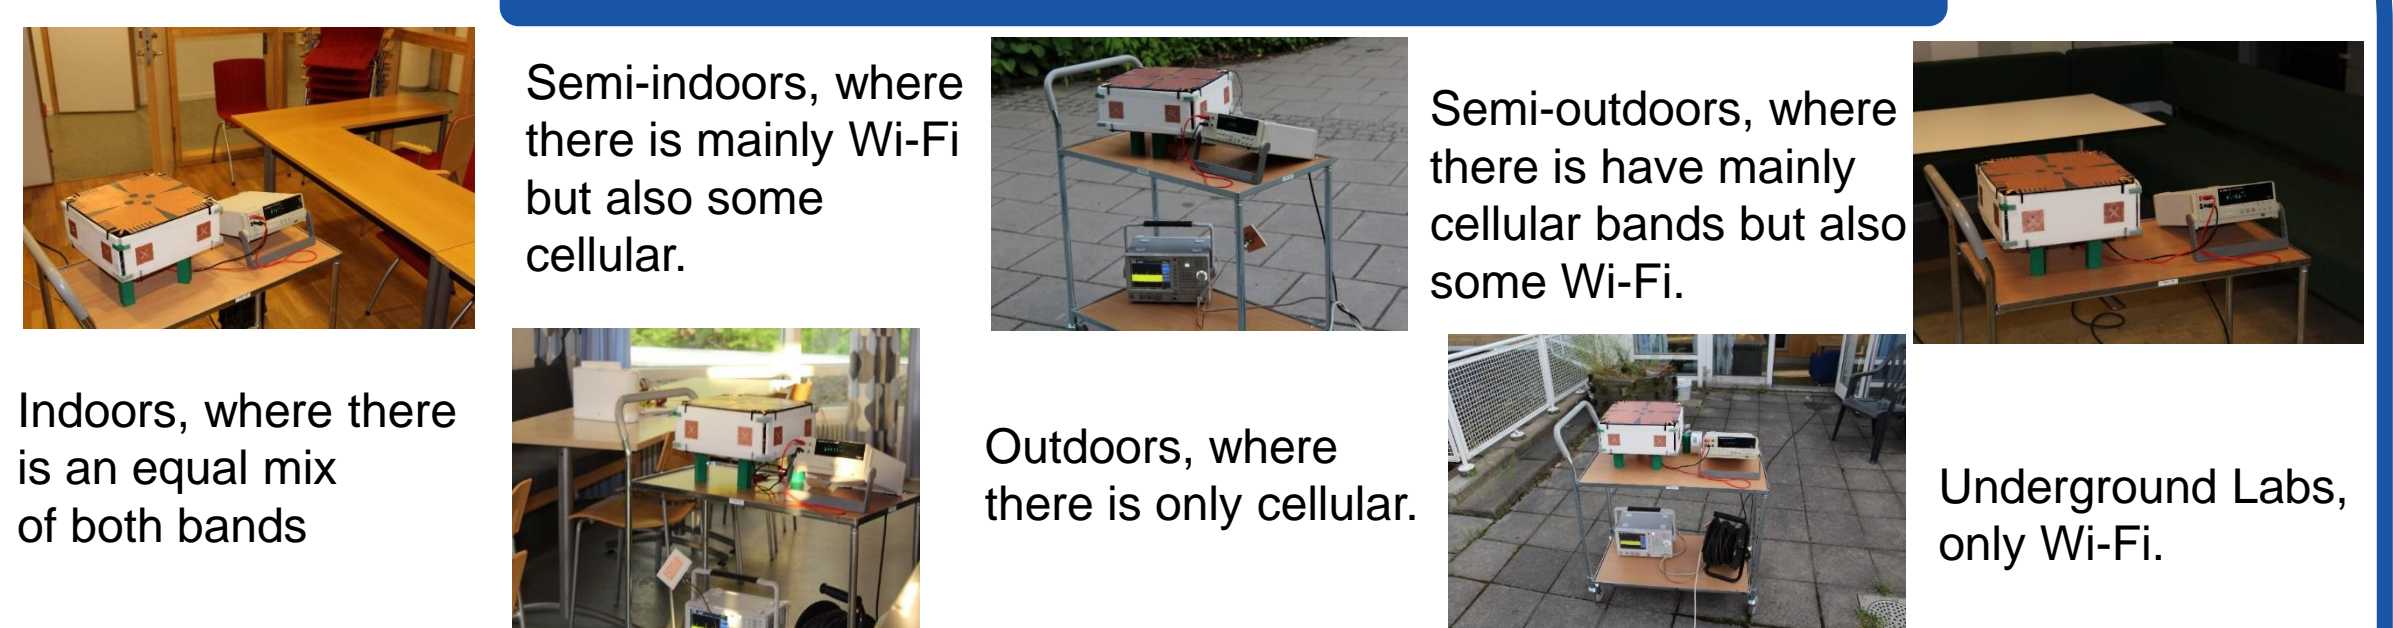 Semi-indoors, where
there is mainly Wi-Fi
but also some
cellular.
Semi-outdoors, where
there is have mainly
cellular bands but also
some Wi-Fi.
Indoors, where there
is an equal mix
of both bands
Outdoors, where
there is only cellular.
Underground Labs,
only Wi-Fi.